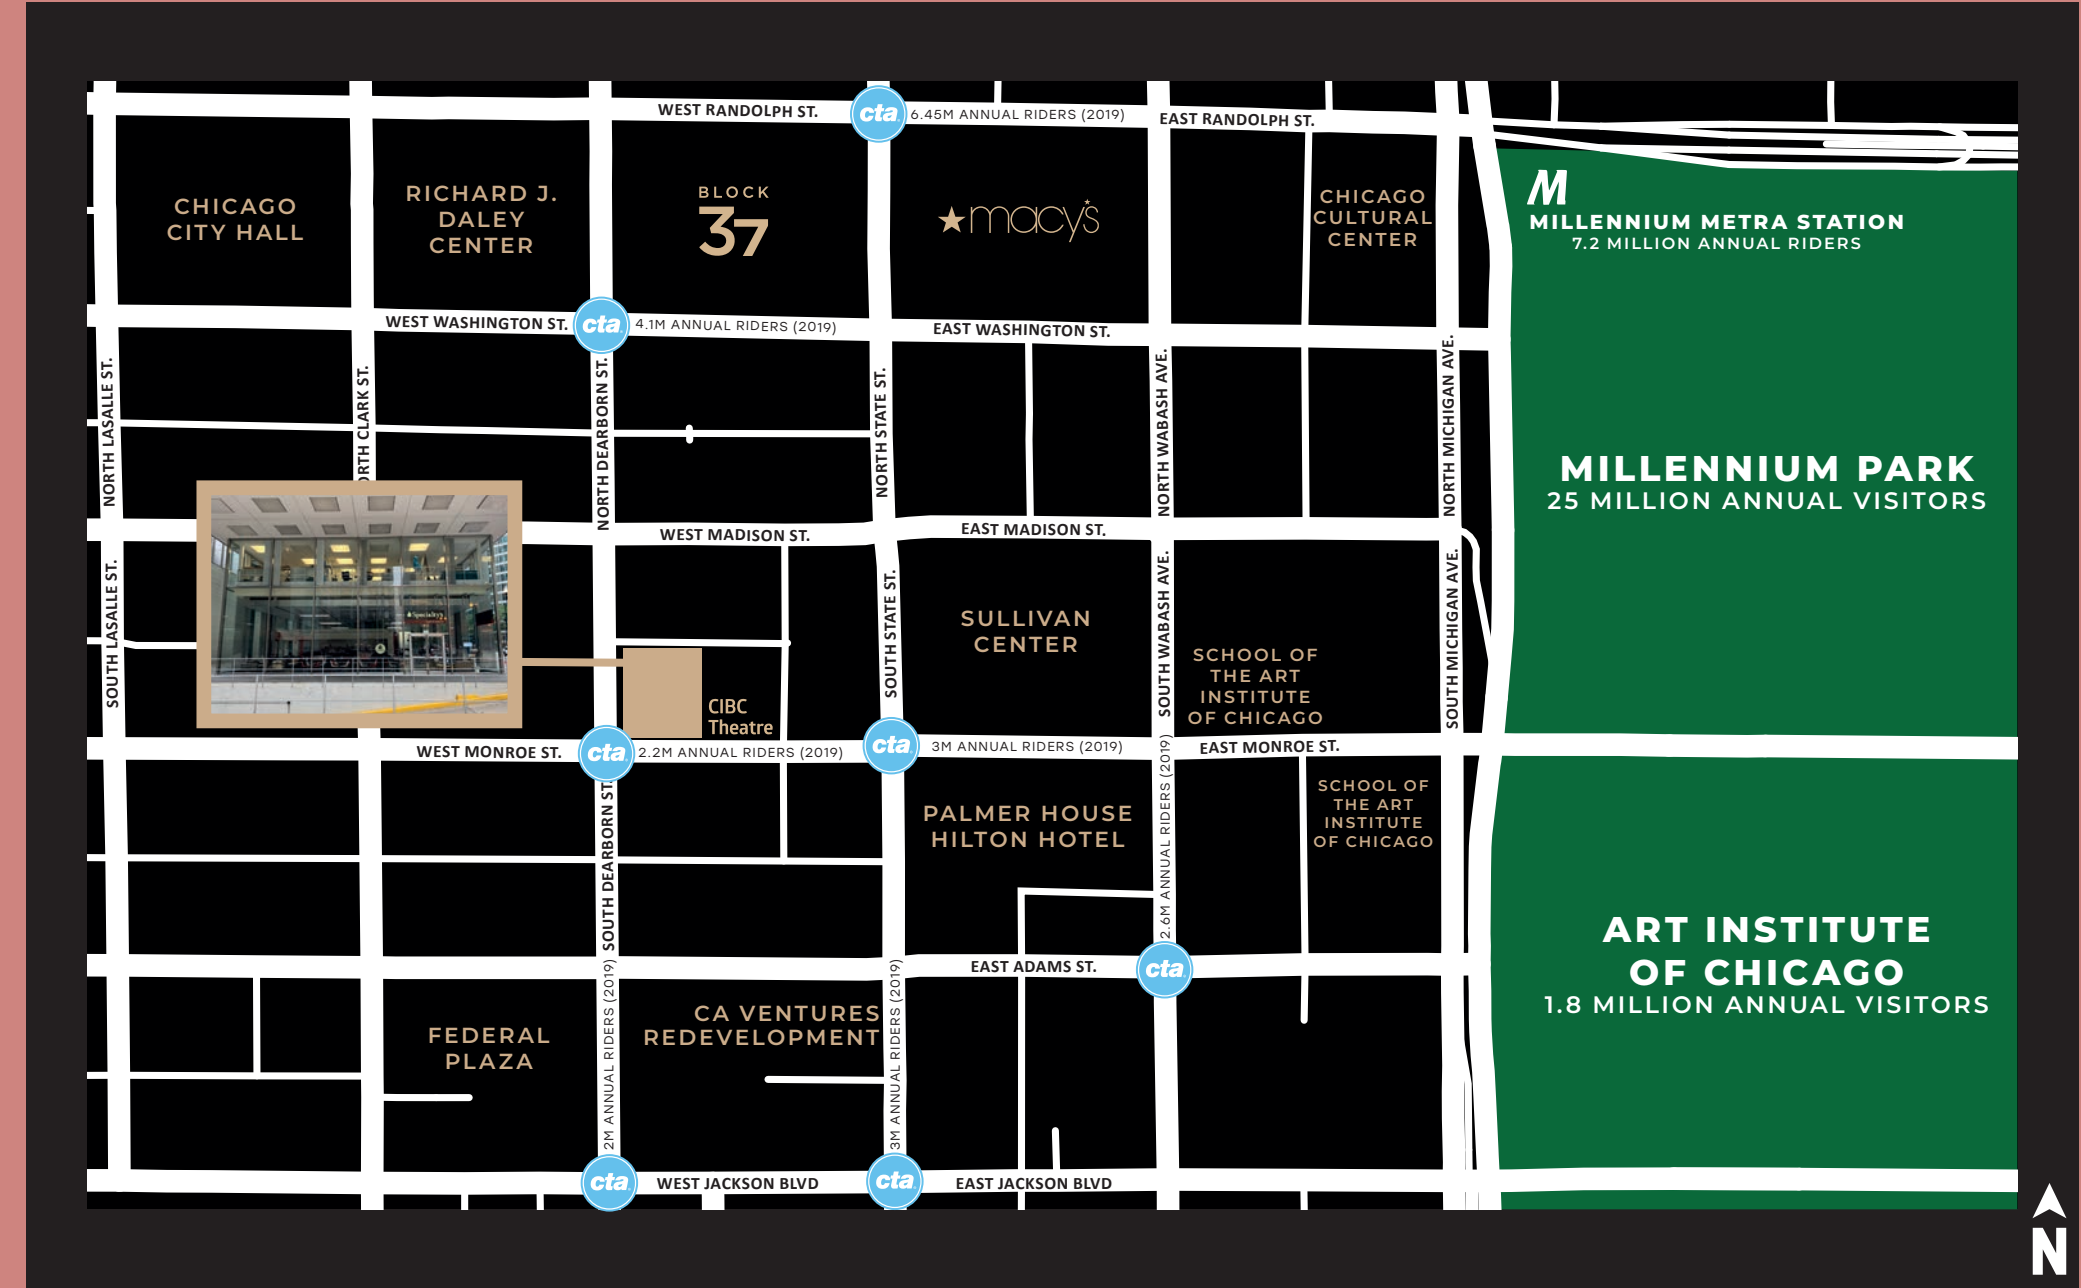 WEST RANDOLPH ST.
cta
6.45M ANNUAL RIDERS (2019)
EAST RANDOLPH ST.
CHICAGO
CITY HALL
RICHARD J.
DALEY
CENTER
BLOCK
37
macy's
CHICAGO
CULTURAL
CENTER
M
MILLENNIUM METRA STATION
7.2 MILLION ANNUAL RIDERS
WEST WASHINGTON ST.
cta
4.1M ANNUAL RIDERS (2019)
EAST WASHINGTON ST.
NORTH LASALLE ST.
ORTH CLARK ST.
NORTH DEARBORN ST.
NORTH STATE ST.
NORTH WABASH AVE.
NORTH MICHIGAN AVE.
MILLENNIUM PARK
25 MILLION ANNUAL VISITORS
WEST MADISON ST.
EAST MADISON ST.
SOUTH LASALLE ST.
Specialty's
SOUTH STATE ST.
SULLIVAN
CENTER
SOUTH WABASH AVE.
SCHOOL OF
THE ART
INSTITUTE
OF CHICAGO
SOUTH MICHIGAN AVE.
CIBC
Theatre
WEST MONROE ST.
cta
2.2M ANNUAL RIDERS (2019)
cta
3M ANNUAL RIDERS (2019)
EAST MONROE ST.
SOUTH DEARBORN ST.
PALMER HOUSE
HILTON HOTEL
2.6M ANNUAL RIDERS (2019)
SCHOOL OF
THE ART
INSTITUTE
OF CHICAGO
ART INSTITUTE
OF CHICAGO
1.8 MILLION ANNUAL VISITORS
EAST ADAMS ST.
cta
FEDERAL
PLAZA
2M ANNUAL RIDERS (2019)
CA VENTURES
REDEVELOPMENT
3M ANNUAL RIDERS (2019)
cta
WEST JACKSON BLVD
cta
EAST JACKSON BLVD
N